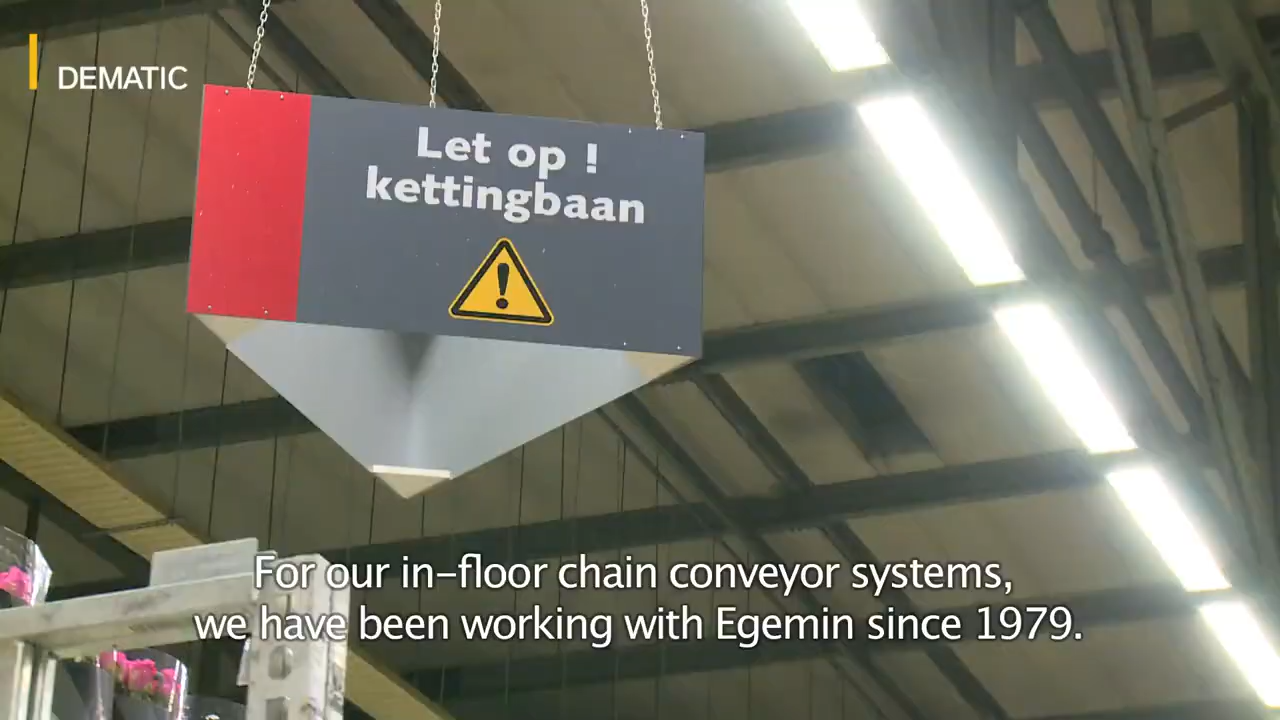 DEMATIC
Let op !
kettingbaan
For our in-floor chain conveyor systems,
we have been working with Egemin since 1979.